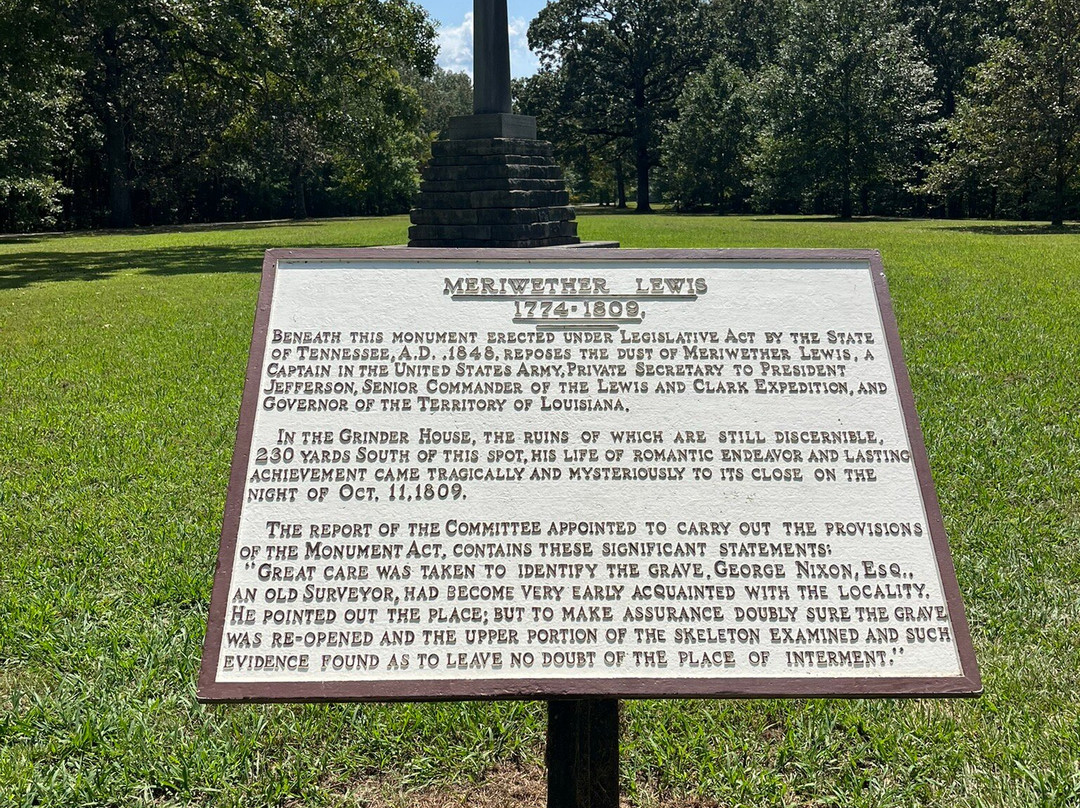 MERIWETHER LEWIS
1774-1809.
BENEATH THIS MONUMENT ERECTED UNDER LEGISLATIVE ACT BY THE STATE
OF TENNESSEE, A.D. ,1848, REPOSES THE DUST OF MERIWETHER LEWIS, A
CAPTAIN IN THE UNITED STATES ARMY, PRIVATE SECRETARY TO PRESIDENT
JEFFERSON, SENIOR COMMANDER OF THE LEWIS AND CLARK EXPEDITION, AND
GOVERNOR OF THE TERRITORY OF LOUISIANA.
IN THE GRINDER HOUSE, THE RUINS OF WHICH ARE STILL DISCERNIBLE,
230 YARDS SOUTH OF THIS SPOT, HIS LIFE OF ROMANTIC ENDEAVOR AND LASTING
ACHIEVEMENT CAME TRAGICALLY AND MYSTERIOUSLY TO ITS CLOSE ON THE
NIGHT OF OCT. 11, 1809.
THE REPORT OF THE COMMITTEE APPOINTED TO CARRY OUT THE PROVISIONS
OF THE MONUMENT ACT, CONTAINS THESE SIGNIFICANT STATEMENTS:
"GREAT CARE WAS TAKEN TO IDENTIFY THE GRAVE. GEORGE NIXON, ESQ.,
AN OLD SURVEYOR, HAD BECOME VERY EARLY ACQUAINTED WITH THE LOCALITY.
HE POINTED OUT THE PLACE; BUT TO MAKE ASSURANCE DOUBLY SURE THE GRAVE
WAS RE-OPENED AND THE UPPER PORTION OF THE SKELETON EXAMINED AND SUCH
EVIDENCE FOUND AS TO LEAVE NO DOUBT OF THE PLACE OF INTERMENT."